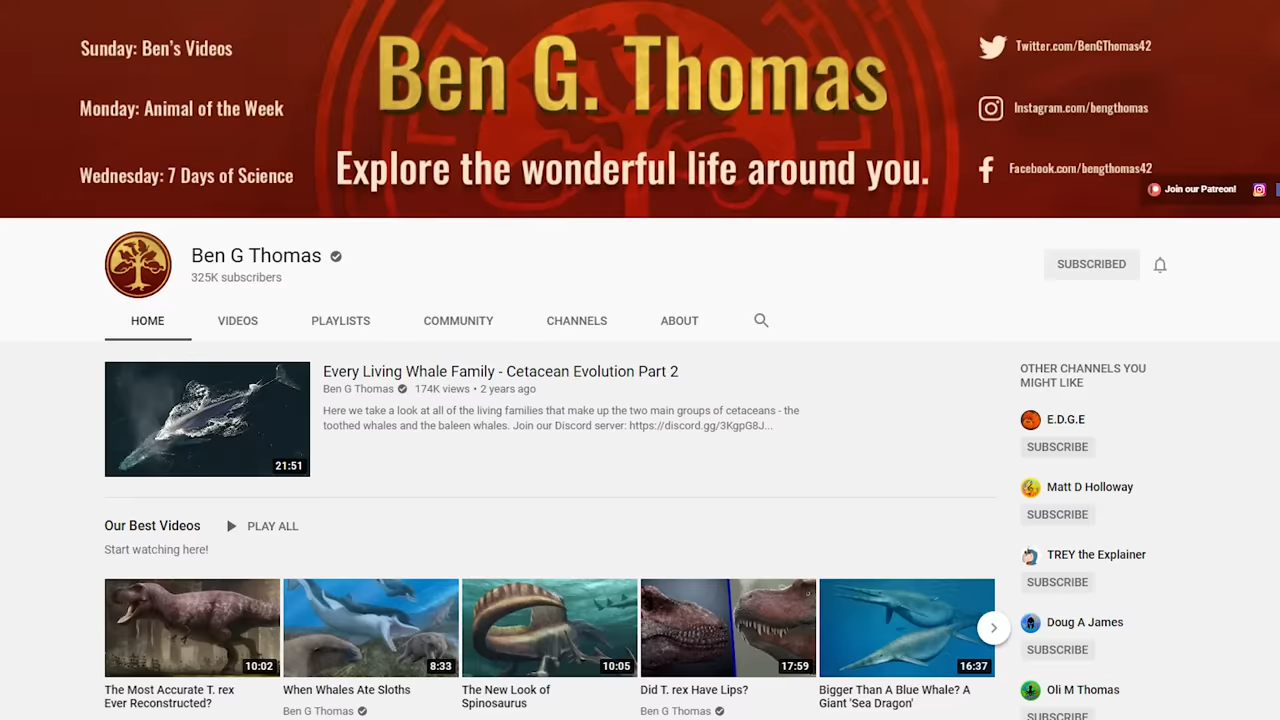 Sunday: Ben's Videos
Monday: Animal of the Week
Wednesday: 7 Days of Science
Ben G. Thomas
Explore the wonderful life around you.
Twitter.com/BenGThomas42
Instagram.com/bengthomas
Facebook.com/bengthomas42
Join our Patreon!
Ben G Thomas
325K subscribers
SUBSCRIBED
HOME VIDEOS PLAYLISTS COMMUNITY CHANNELS ABOUT
21:51
Every Living Whale Family - Cetacean Evolution Part 2
Ben G Thomas 174K views • 2 years ago
Here we take a look at all of the living families that make up the two main groups of cetaceans - the
toothed whales and the baleen whales. Join our Discord server: https://discord.gg/3KgpG8J...
Our Best Videos PLAY ALL
Start watching here!
10:02
The Most Accurate T. rex
Ever Reconstructed?
8:33
When Whales Ate Sloths
Ben G Thomas
10:05
The New Look of
Spinosaurus
17:59
Did T. rex Have Lips?
Ben G Thomas
16:37
Bigger Than A Blue Whale? A
Giant 'Sea Dragon'
OTHER CHANNELS YOU
MIGHT LIKE
E.D.G.E
SUBSCRIBE
Matt D Holloway
SUBSCRIBE
TREY the Explainer
SUBSCRIBE
Doug A James
SUBSCRIBE
Oli M Thomas
SUBSCRIBE